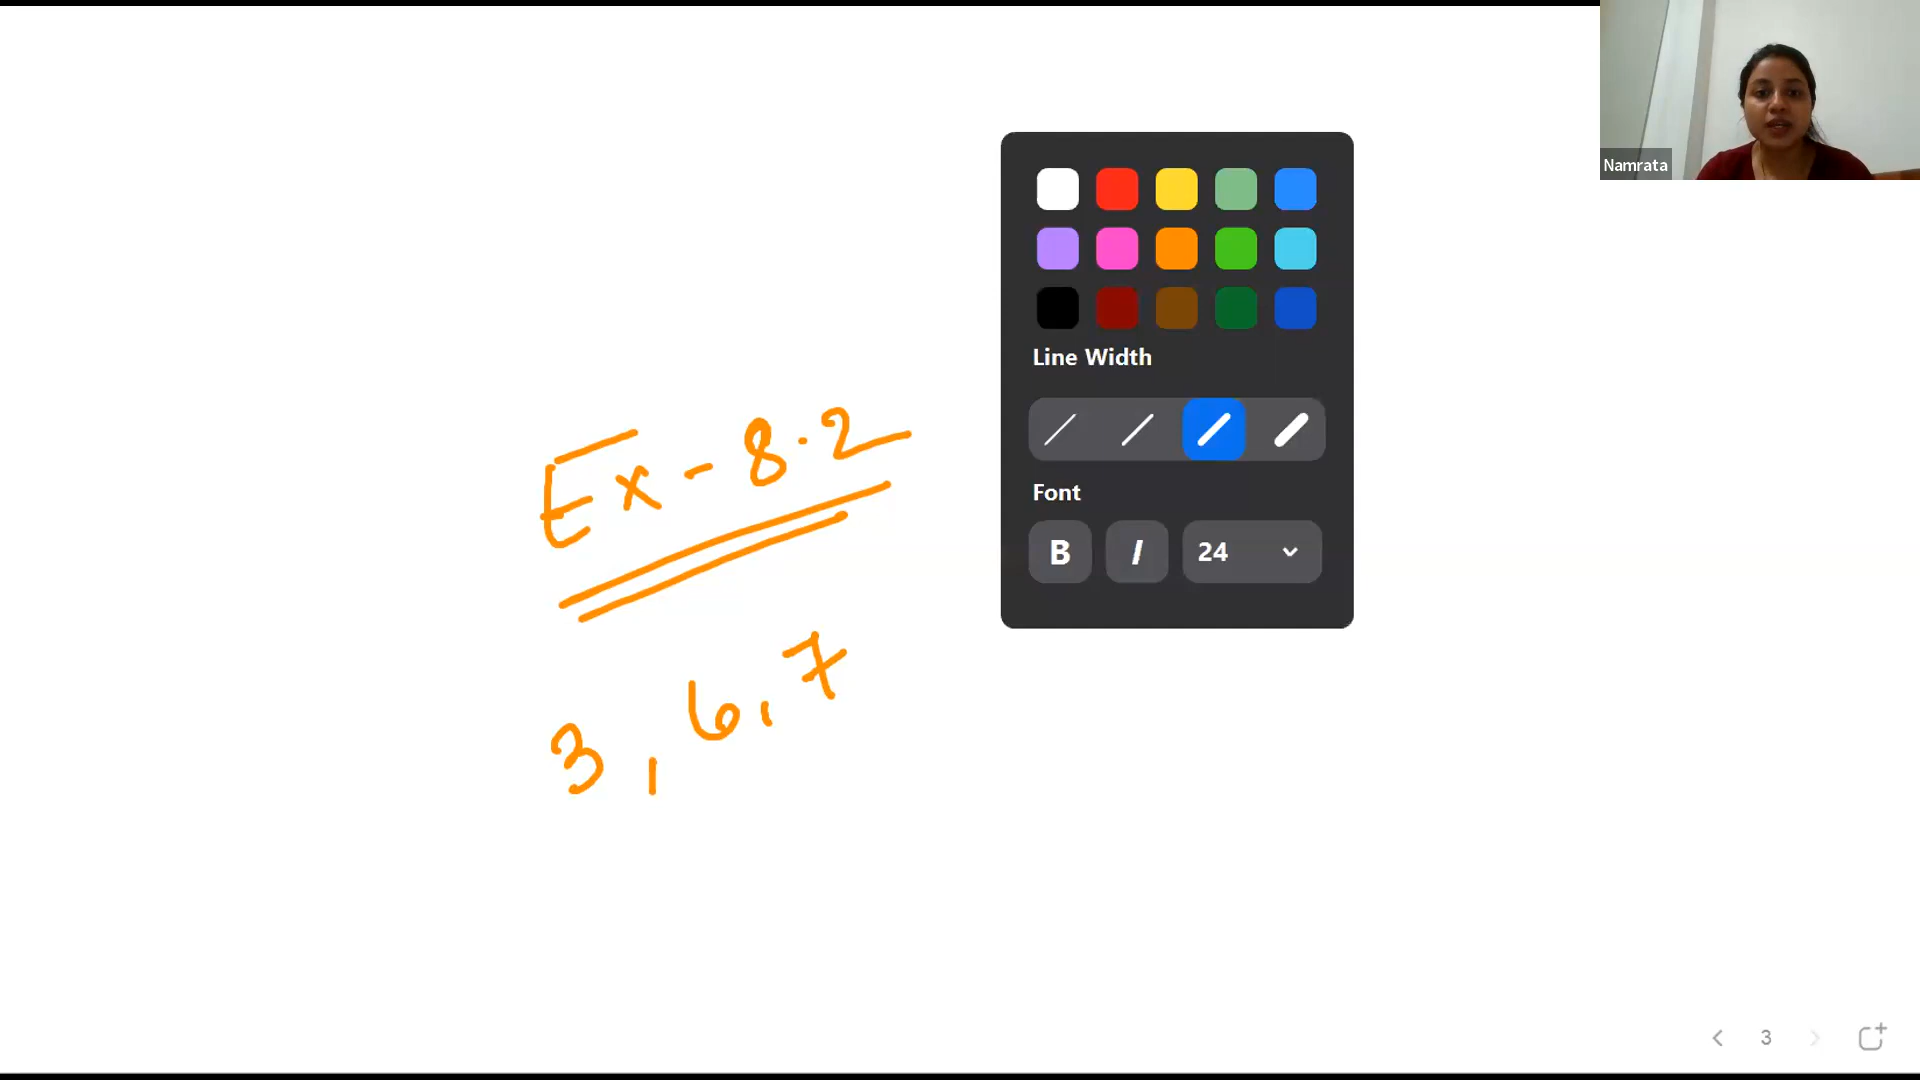 Namrata
Line Width
Ex - 8.2
Font
B I 24
3, 6, 7
3